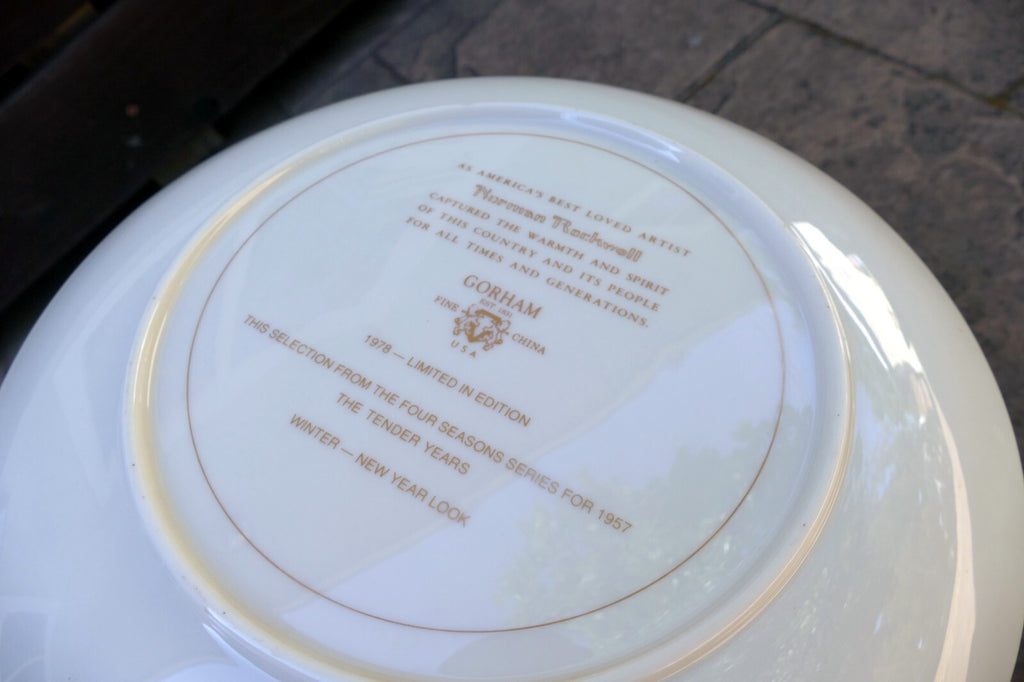 AS AMERICA'S BEST LOVED ARTIST
Norman Rockwell
CAPTURED THE WARMTH AND SPIRIT
OF THIS COUNTRY AND ITS PEOPLE
FOR ALL TIMES AND GENERATIONS.
GORHAM
EST. 1831
FINE CHINA
USA
1978 — LIMITED IN EDITION
THIS SELECTION FROM THE FOUR SEASONS SERIES FOR 1957
THE TENDER YEARS
WINTER — NEW YEAR LOOK